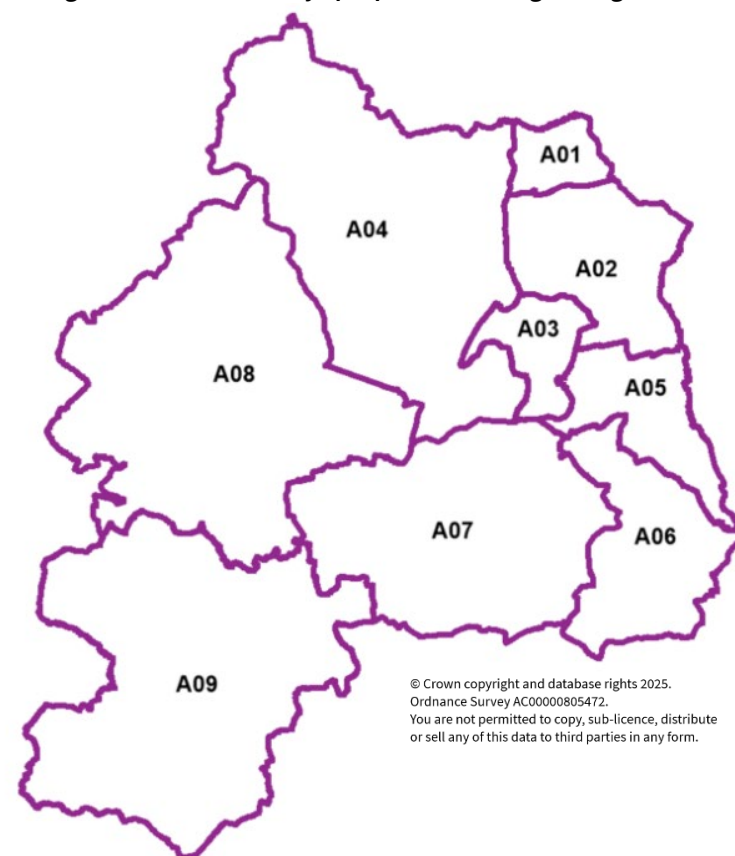 A01
A04
A02
A03
A08
A05
A07
A06
A09
© Crown copyright and database rights 2025.
Ordnance Survey AC00000805472.
You are not permitted to copy, sub-licence, distribute
or sell any of this data to third parties in any form.